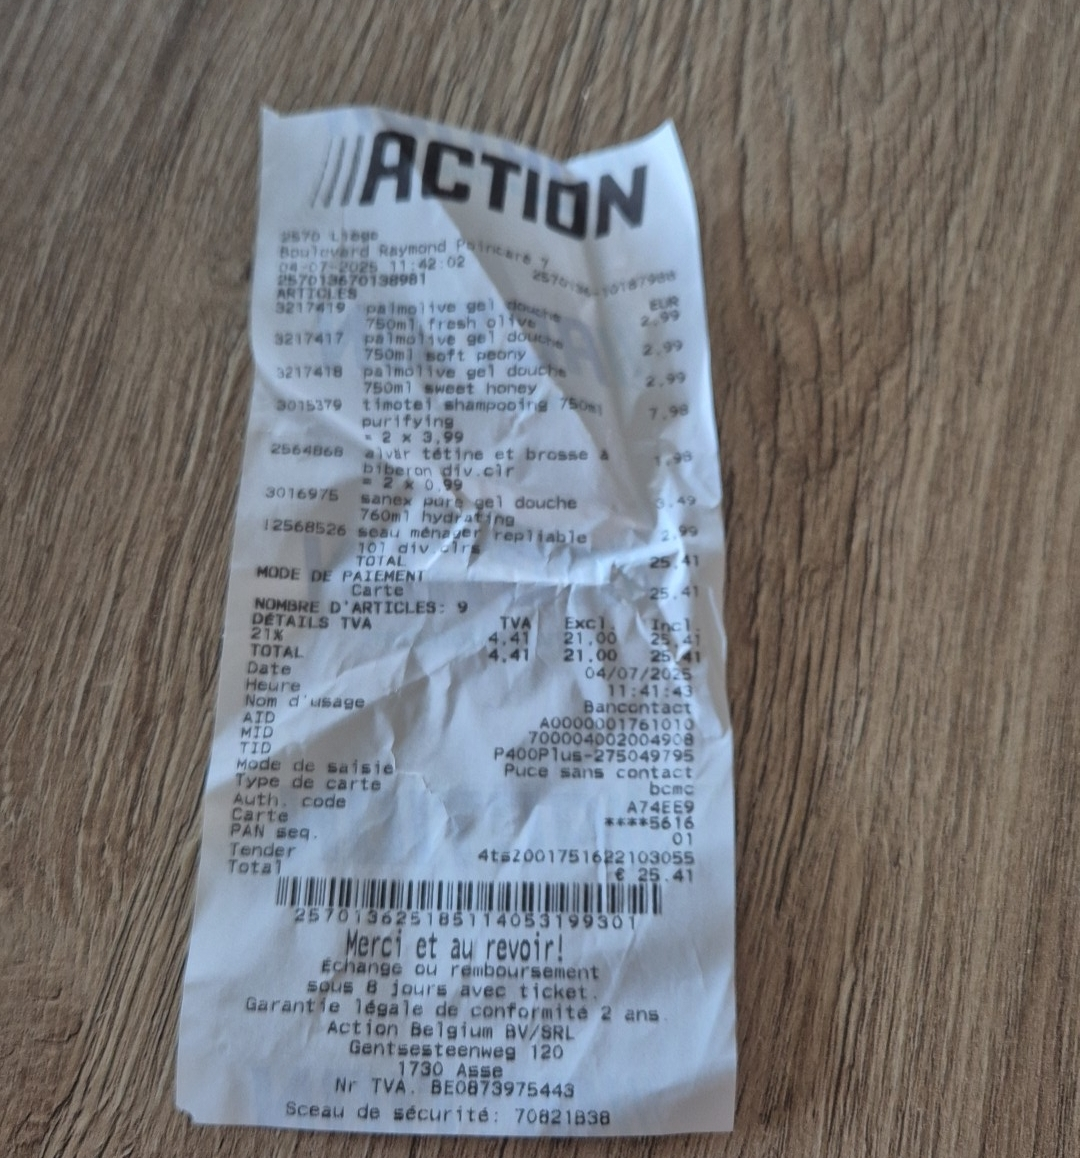 ACTION
2570 Liège
Boulevard Raymond Poincaré 7
04-07-2025 11:42:02
257013670138981 2570136-10187988
ARTICLES EUR
3217419 palmolive gel douche 2.99
750ml fresh olive
3217417 palmolive gel douche 2.99
750ml soft peony
3217418 palmolive gel douche 2.99
750ml sweet honey
3015379 timotei shampooing 750ml 7.98
purifying
= 2 x 3,99
2564868 alvär tétine et brosse à 1.98
biberon div.clr
= 2 x 0,99
3016975 sanex pure gel douche 3.49
760ml hydrating
12568526 seau ménager repliable 2.99
10l div clrs
TOTAL 25.41
MODE DE PAIEMENT
Carte 25.41
NOMBRE D'ARTICLES: 9
DÉTAILS TVA TVA Excl. Incl.
21% 4.41 21.00 25.41
TOTAL 4.41 21.00 25.41
Date 04/07/2025
Heure 11:41:43
Nom d'usage Bancontact
AID A0000001761010
MID 700004002004908
TID P400Plus-275049795
Mode de saisie Puce sans contact
Type de carte bcmc
Auth. code A74EE9
Carte ****5616
PAN seq. 01
Tender 4tsZ001751622103055
Total € 25.41
257013625185114053199301
Merci et au revoir!
Échange ou remboursement
sous 8 jours avec ticket.
Garantie légale de conformité 2 ans.
Action Belgium BV/SRL
Gentsesteenweg 120
1730 Asse
Nr TVA. BE0873975443
Sceau de sécurité: 70821B38